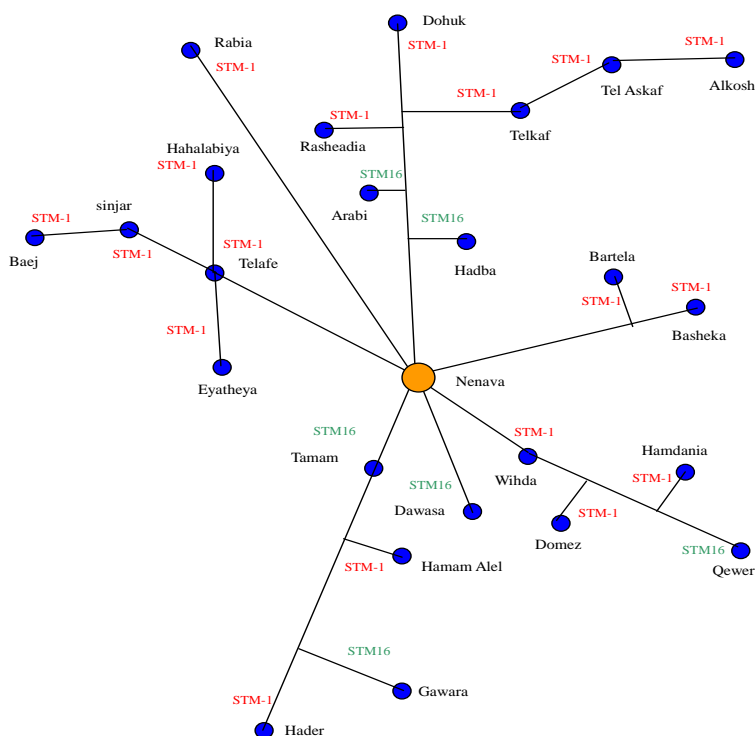 Dohuk
Rabia
STM-1
STM-1
STM-1
STM-1
Tel Askaf
Alkosh
STM-1
Telkaf
STM-1
Rasheadia
Hahalabiya
STM-1
STM16
Arabi
STM16
Hadba
sinjar
STM-1
STM-1
Baej
STM-1
Telafe
Bartela
STM-1
STM-1
Basheka
STM-1
Eyatheya
Nenava
STM16
Tamam
STM-1
Wihda
Hamdania
STM-1
STM16
Dawasa
STM-1
Domez
STM16
Qewer
STM-1
Hamam Alel
STM16
Gawara
STM-1
Hader